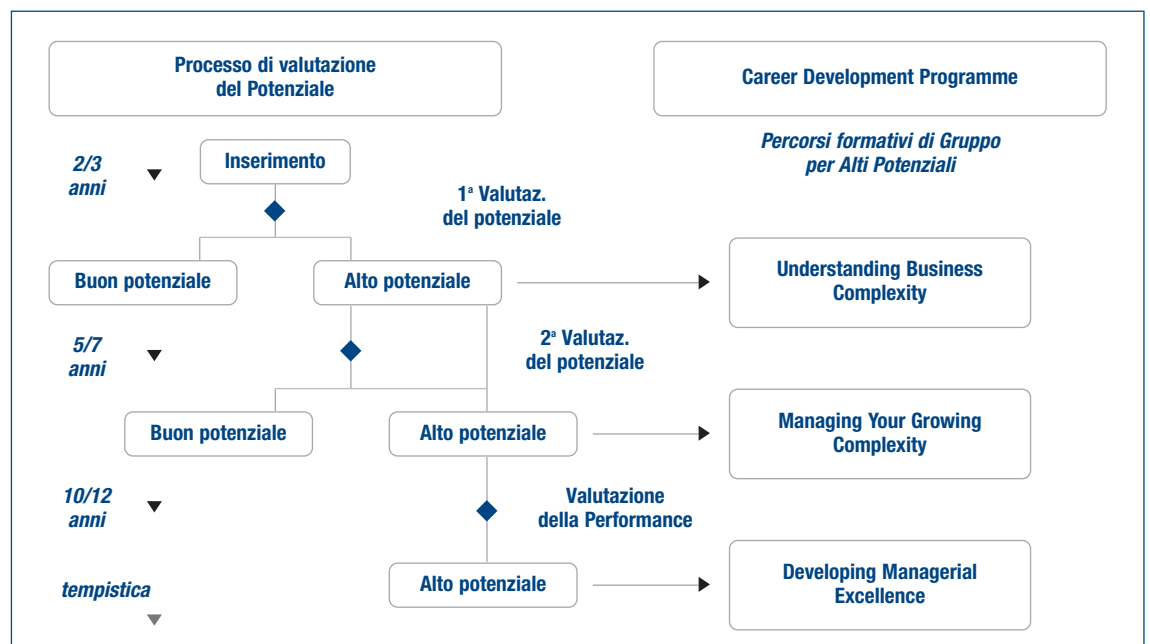 Processo di valutazione
del Potenziale
Career Development Programme
Percorsi formativi di Gruppo
per Alti Potenziali
2/3
anni
Inserimento
1ª Valutaz.
del potenziale
Buon potenziale
Alto potenziale
Understanding Business
Complexity
5/7
anni
2ª Valutaz.
del potenziale
Buon potenziale
Alto potenziale
Managing Your Growing
Complexity
10/12
anni
Valutazione
della Performance
tempistica
Alto potenziale
Developing Managerial
Excellence